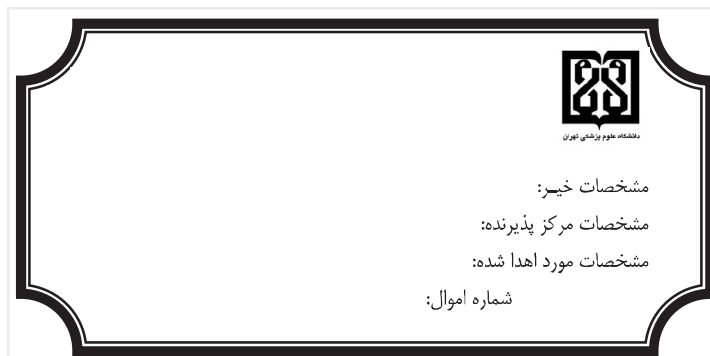 دانشگاه علوم پزشکی تهران
مشخصات خیـر:
مشخصات مرکز پذیرنده:
مشخصات مورد اهدا شده:
شماره اموال: